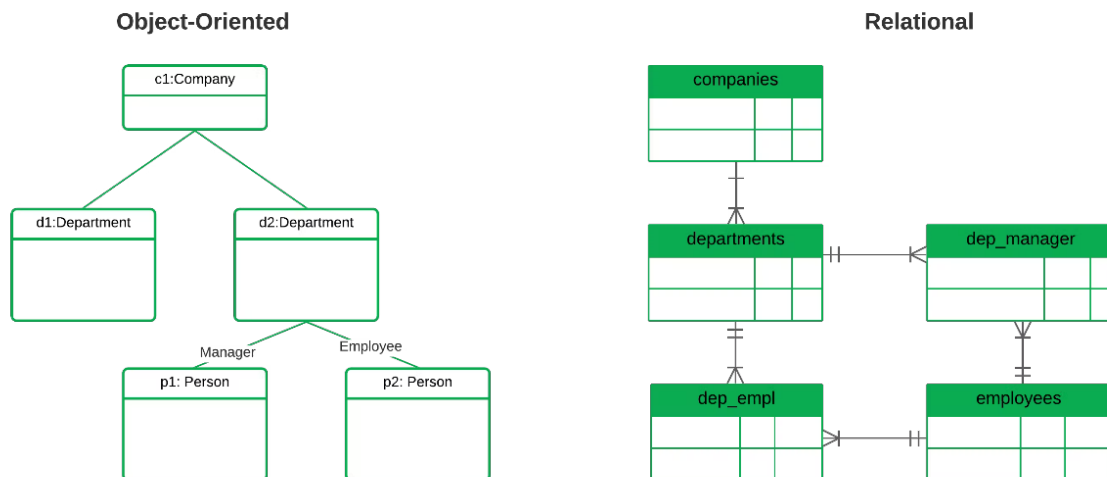 Object-Oriented
Relational
c1:Company
companies
d1:Department
d2:Department
departments
dep_manager
Manager
Employee
p1: Person
p2: Person
dep_empl
employees